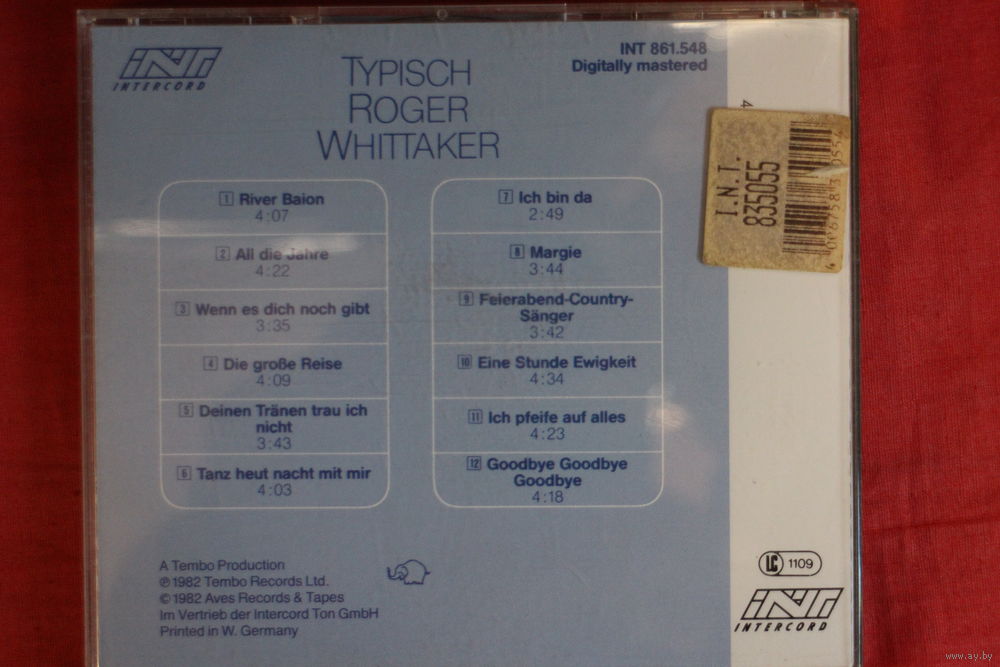 INT
INTERCORD
TYPISCH
ROGER
WHITTAKER
INT 861.548
Digitally mastered
1 River Baion
4:07
2 All die Jahre
4:22
3 Wenn es dich noch gibt
3:35
4 Die große Reise
4:09
5 Deinen Tränen trau ich
nicht
3:43
6 Tanz heut nacht mit mir
4:03
7 Ich bin da
2:49
8 Margie
3:44
9 Feierabend-Country-
Sänger
3:42
10 Eine Stunde Ewigkeit
4:34
11 Ich pfeife auf alles
4:23
12 Goodbye Goodbye
Goodbye
4:18
A Tembo Production
℗ 1982 Tembo Records Ltd.
© 1982 Aves Records & Tapes
Im Vertrieb der Intercord Ton GmbH
Printed in W. Germany
I.N.T.
835055
LC 1109
INT
INTERCORD
www.ay.by